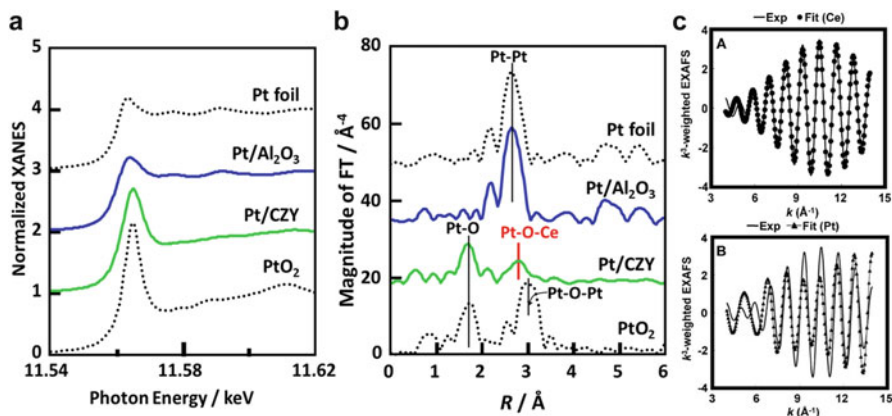 a
Normalized XANES
5
4
3
2
1
0
Pt foil
Pt/Al2O3
Pt/CZY
PtO2
11.54
11.58
11.62
Photon Energy / keV
b
Magnitude of FT / Å-4
80
60
40
20
0
Pt-Pt
Pt foil
Pt/Al2O3
Pt-O
Pt-O-Ce
Pt/CZY
Pt-O-Pt
PtO2
0 1 2 3 4 5 6
R / Å
c
—Exp • Fit (Ce)
A
k3-weighted EXAFS
4
2
0
-2
-4
3 6 9 12 15
k (Å-1)
—Exp -▲- Fit (Pt)
B
k3-weighted EXAFS
4
2
0
-2
-4
3 6 9 12 15
k (Å-1)